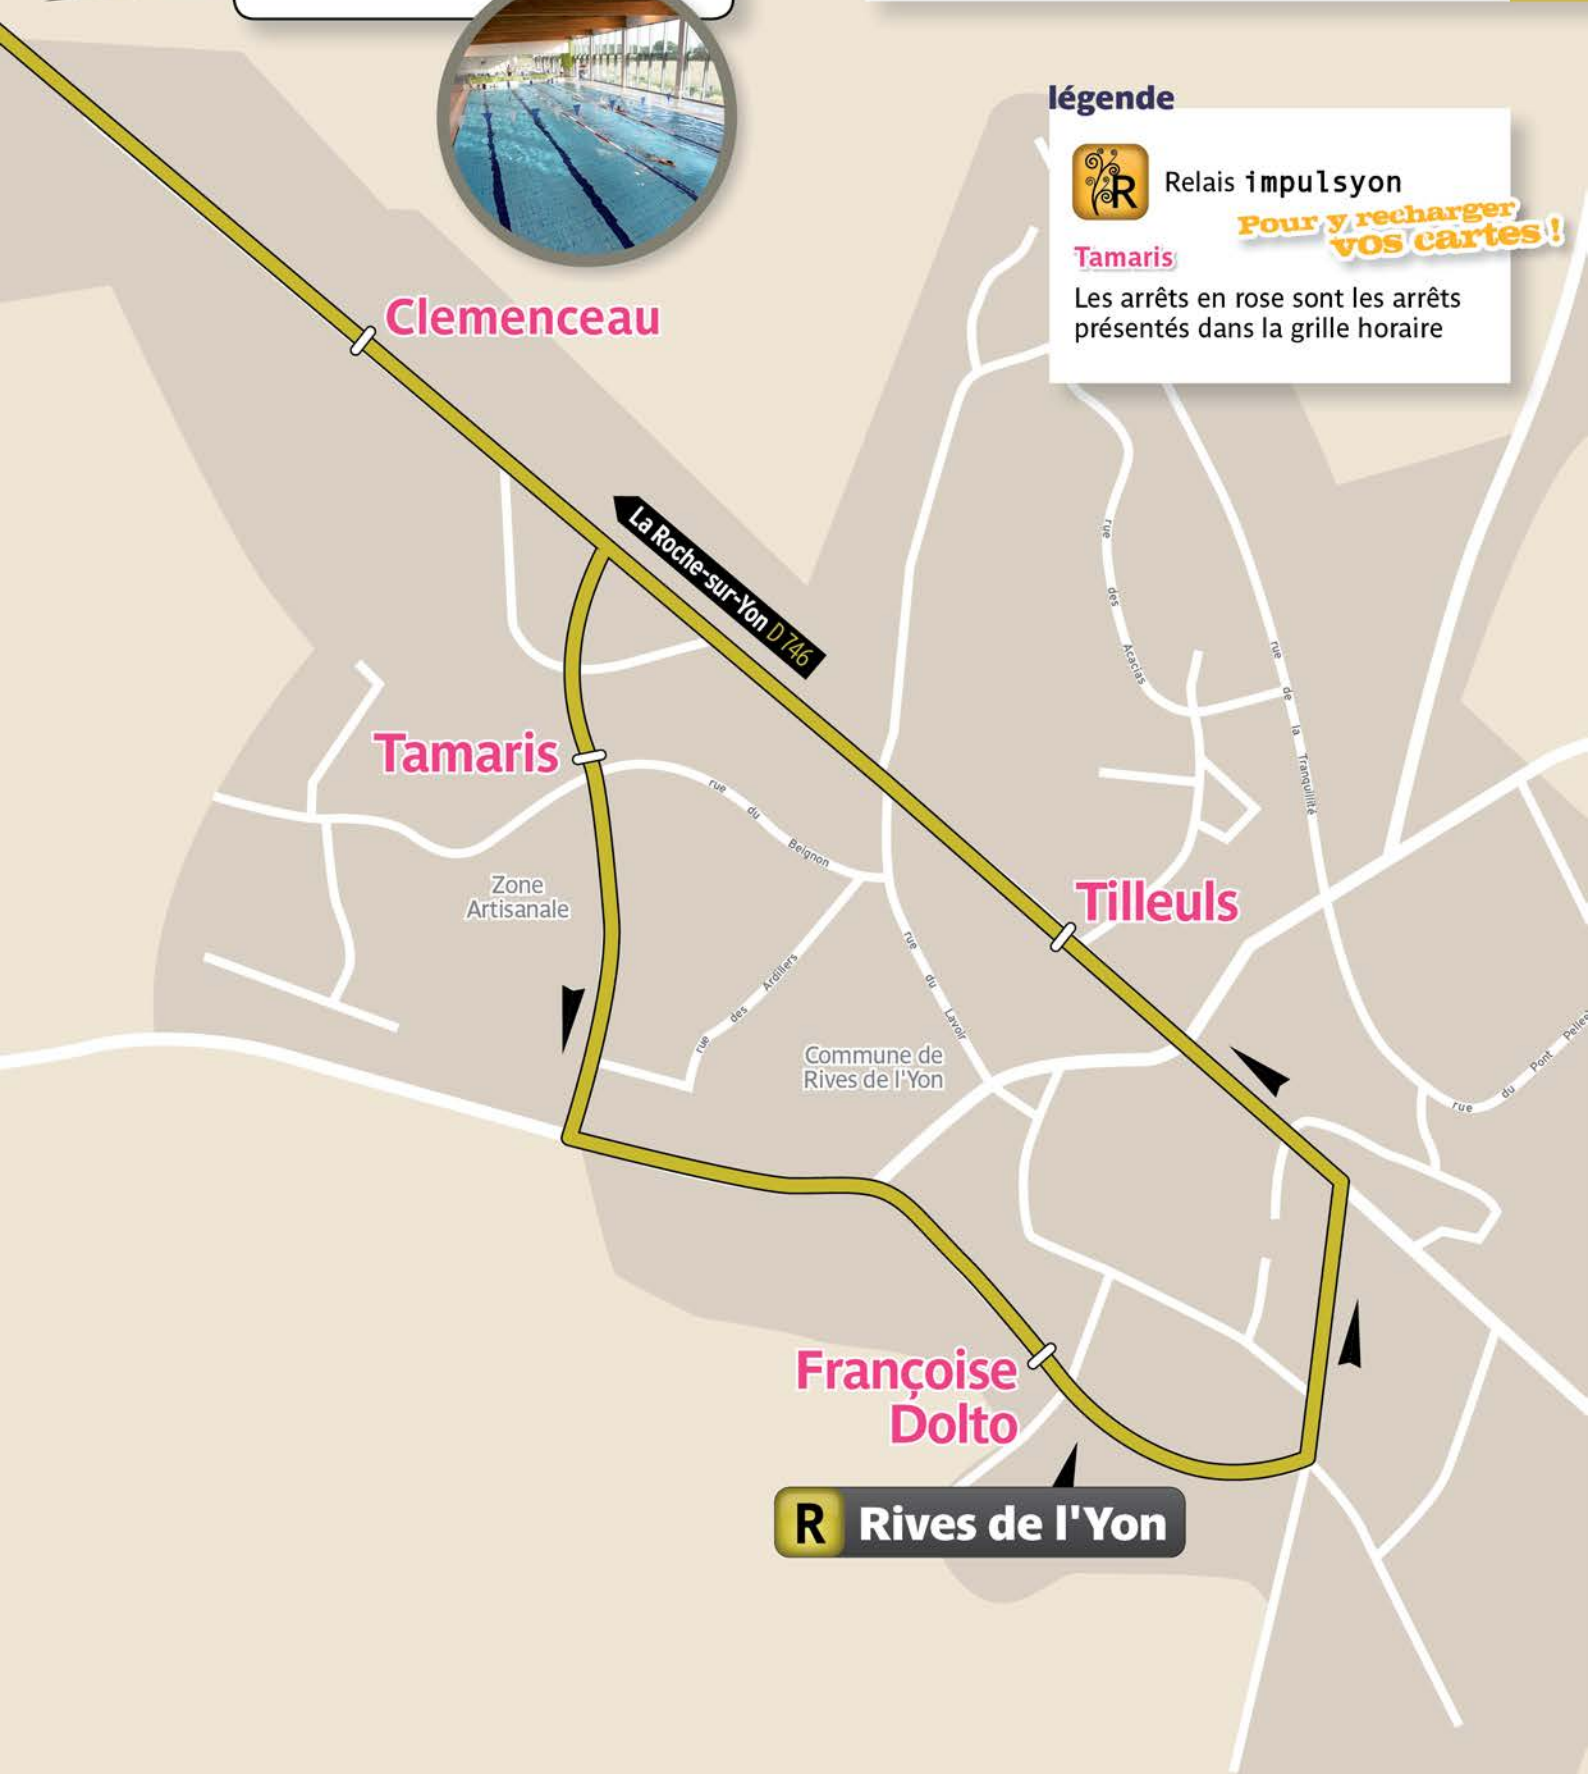 légende
R
Relais impulsyon
Pour y recharger
vos cartes !
Tamaris
Les arrêts en rose sont les arrêts
présentés dans la grille horaire
Clemenceau
La Roche-sur-Yon D 746
rue des Acacias
rue de la Tranquillité
Tamaris
rue du Beignon
Tilleuls
Zone
Artisanale
rue des Ardillers
rue du Lavoir
Commune de
Rives de l'Yon
rue du Pont
Françoise
Dolto
R Rives de l'Yon